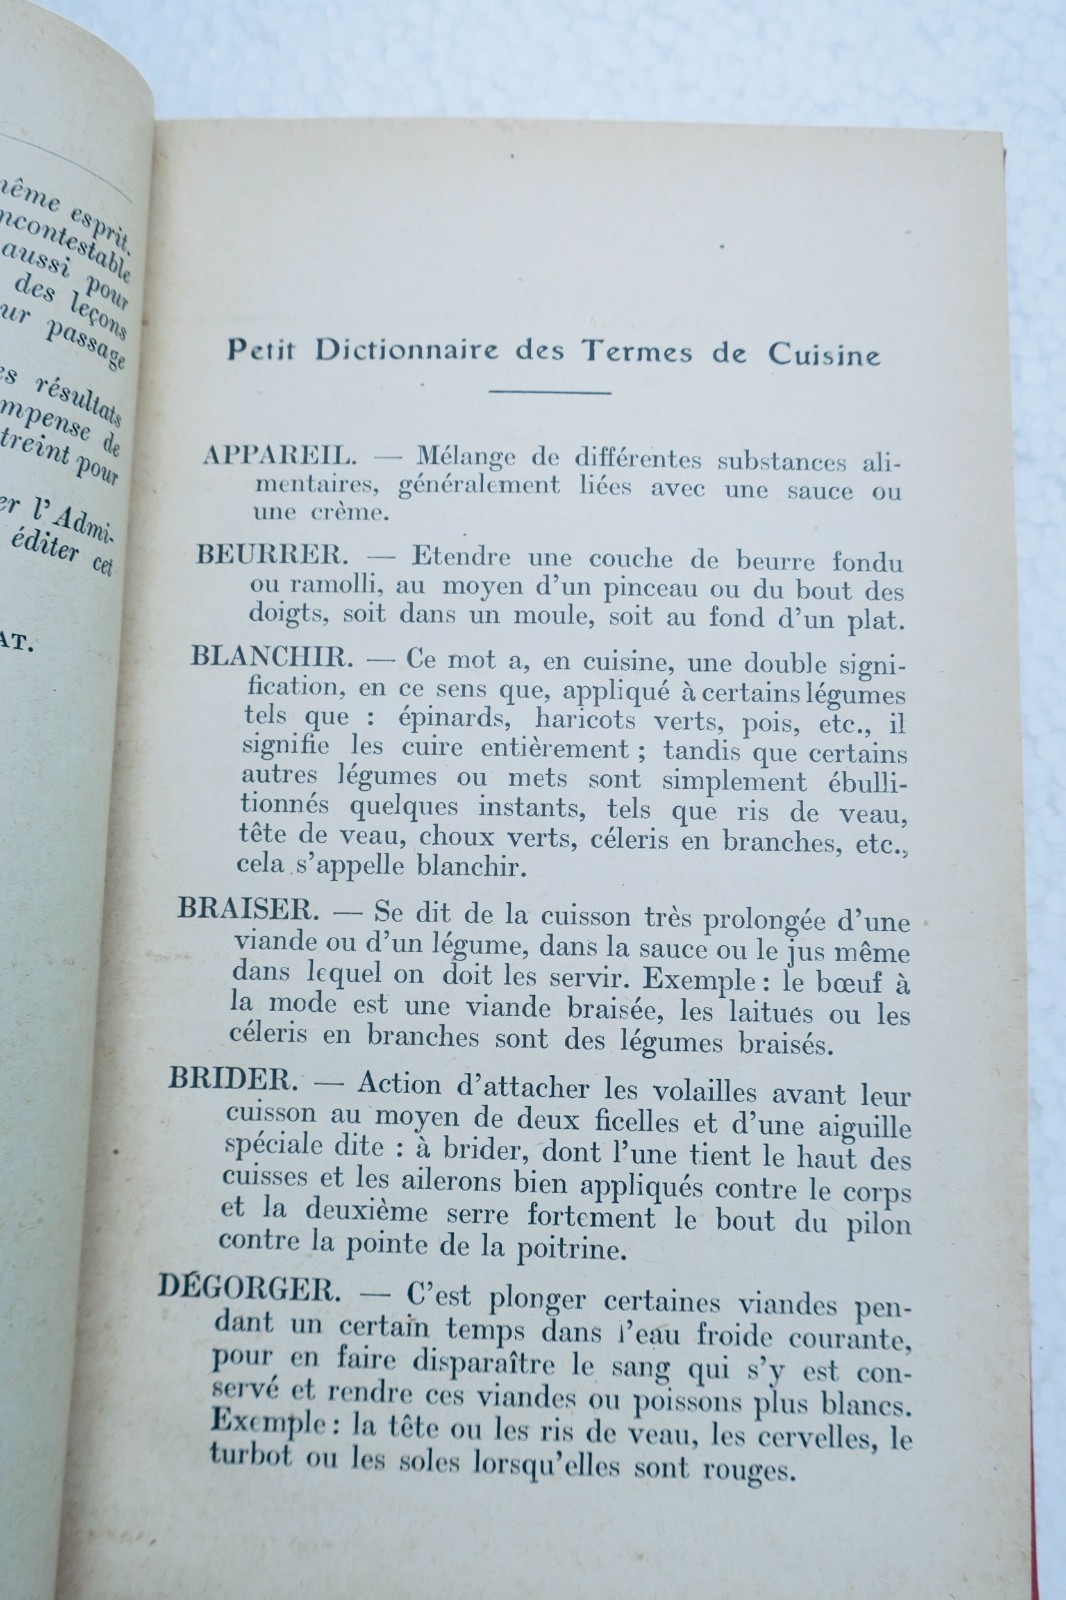 même esprit.
incontestable
aussi pour
des leçons
passage
résultats
de
pour
l'Admi-
éditer cet
Petit Dictionnaire des Termes de Cuisine
APPAREIL. — Mélange de différentes substances ali-
mentaires, généralement liées avec une sauce ou
une crème.
BEURRER. — Etendre une couche de beurre fondu
ou ramolli, au moyen d'un pinceau ou du bout des
doigts, soit dans un moule, soit au fond d'un plat.
BLANCHIR. — Ce mot a, en cuisine, une double signi-
fication, en ce sens que, appliqué à certains légumes
tels que : épinards, haricots verts, pois, etc., il
signifie les cuire entièrement ; tandis que certains
autres légumes ou mets sont simplement ébulli-
tionnés quelques instants, tels que ris de veau,
tête de veau, choux verts, céleris en branches, etc.,
cela s'appelle blanchir.
BRAISER. — Se dit de la cuisson très prolongée d'une
viande ou d'un légume, dans la sauce ou le jus même
dans lequel on doit les servir. Exemple : le bœuf à
la mode est une viande braisée, les laitues ou les
céleris en branches sont des légumes braisés.
BRIDER. — Action d'attacher les volailles avant leur
cuisson au moyen de deux ficelles et d'une aiguille
spéciale dite : à brider, dont l'une tient le haut des
cuisses et les ailerons bien appliqués contre le corps
et la deuxième serre fortement le bout du pilon
contre la pointe de la poitrine.
DÉGORGER. — C'est plonger certaines viandes pen-
dant un certain temps dans l'eau froide courante,
pour en faire disparaître le sang qui s'y est con-
servé et rendre ces viandes ou poissons plus blancs.
Exemple : la tête ou les ris de veau, les cervelles, le
turbot ou les soles lorsqu'elles sont rouges.